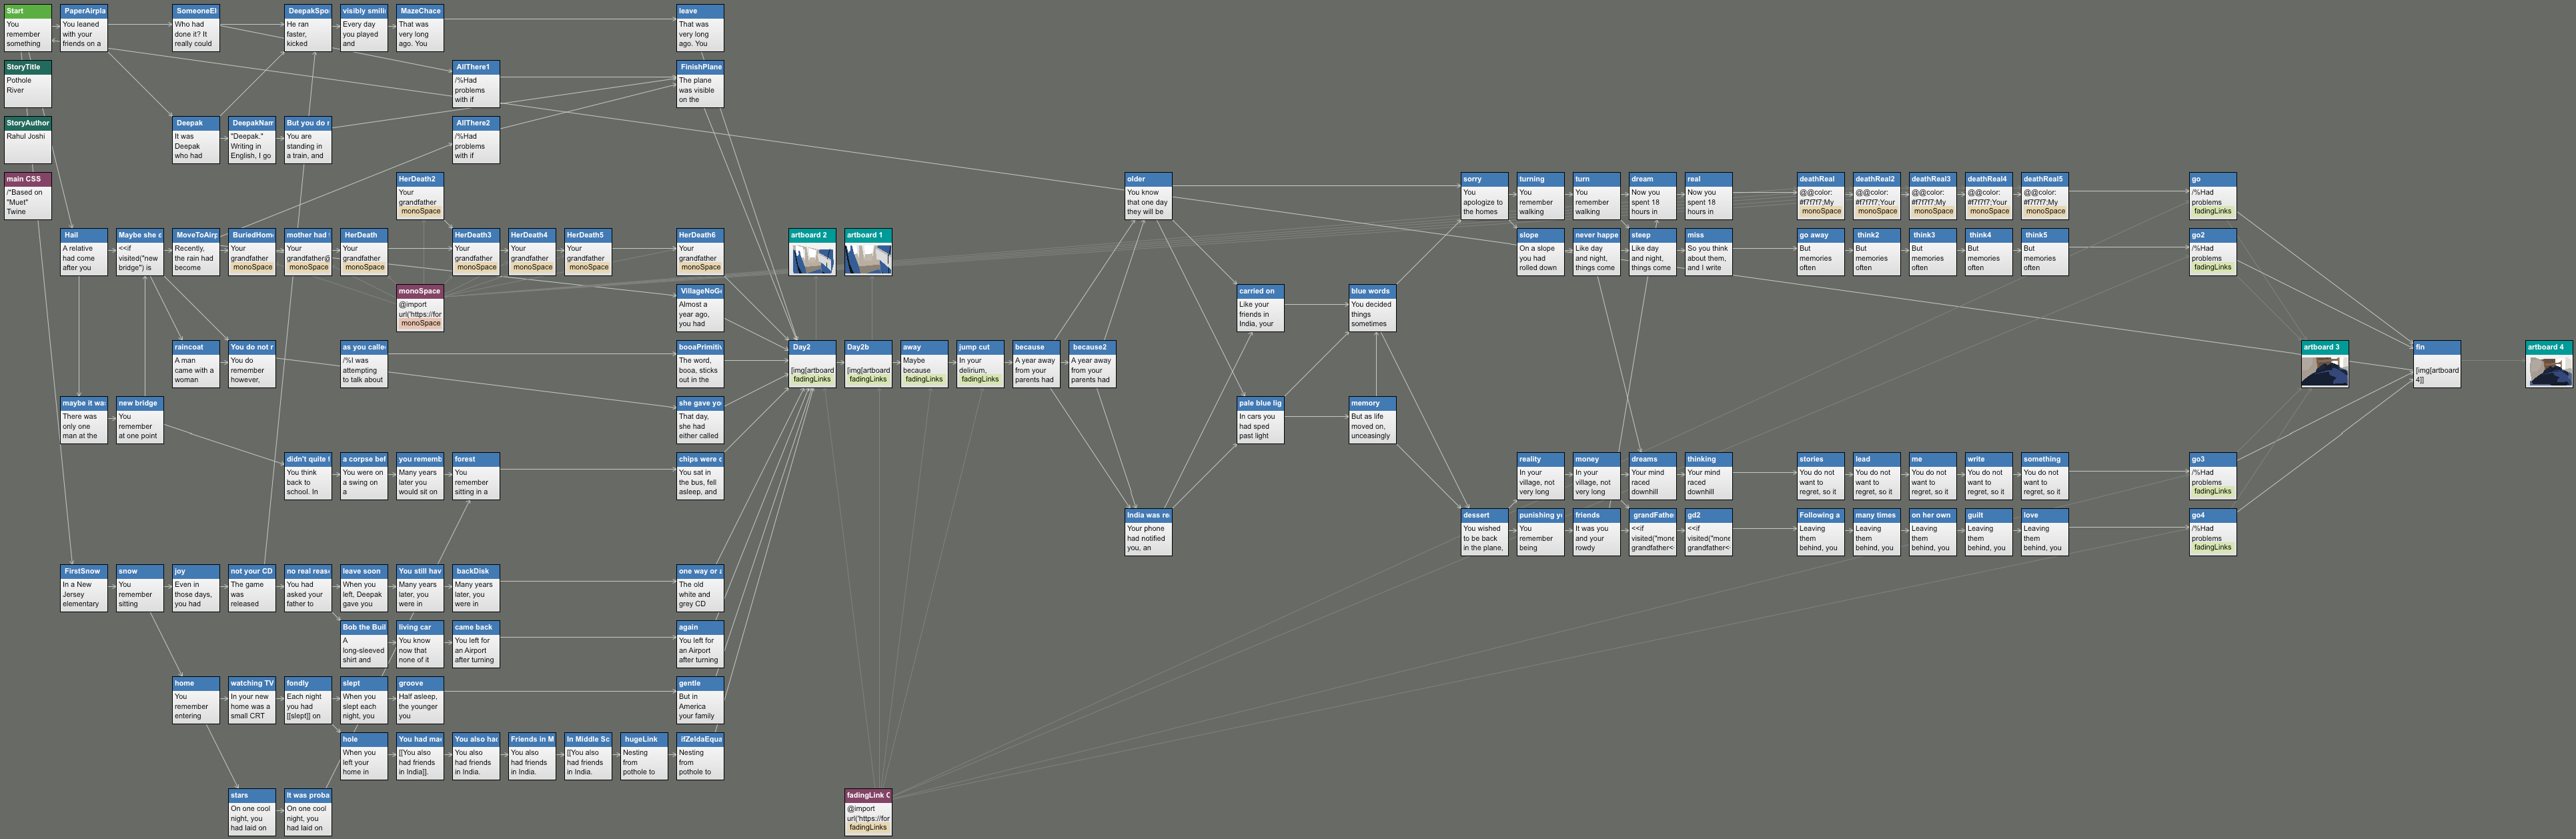 Start
You
remember
something
PaperAirpla
You leaned
with your
friends on a
SomeoneEl
Who had
done it? It
really could
DeepakSpo
He ran
faster,
kicked
visibly smili
Every day
you played
and
MazeChace
That was
very long
ago. You
leave
That was
very long
ago. You
StoryTitle
Pothole
River
AllThere1
/%Had
problems
with if
FinishPlane
The plane
was visible
on the
StoryAuthor
Rahul Joshi
Deepak
It was
Deepak
who had
DeepakNam
"Deepak."
Writing in
English, I go
But you do r
You are
standing in
a train, and
AllThere2
/%Had
problems
with if
main CSS
/*Based on
"Muet"
Twine
HerDeath2
Your
grandfather
monoSpace
older
You know
that one day
they will be
sorry
You
apologize to
the homes
turning
You
remember
walking
turn
You
remember
walking
dream
Now you
spent 18
hours in
real
Now you
spent 18
hours in
deathReal
@@color:
#f7f7f7;My
monoSpace
deathReal2
@@color:
#f7f7f7;Your
monoSpace
deathReal3
@@color:
#f7f7f7;My
monoSpace
deathReal4
@@color:
#f7f7f7;Your
monoSpace
deathReal5
@@color:
#f7f7f7;My
monoSpace
go
/%Had
problems
fadingLinks
Hail
A relative
had come
after you
Maybe she d
<<if
visited("new
bridge") is
MoveToAirp
Recently,
the rain had
become
BuriedHom
Your
grandfather
monoSpace
mother had
Your
grandfather@
monoSpace
HerDeath
Your
grandfather
monoSpace
HerDeath3
Your
grandfather
monoSpace
HerDeath4
Your
grandfather
monoSpace
HerDeath5
Your
grandfather
monoSpace
HerDeath6
Your
grandfather
monoSpace
artboard 2
artboard 1
slope
On a slope
you had
rolled down
never happe
Like day
and night,
things come
steep
Like day
and night,
things come
miss
So you think
about them,
and I write
go away
But
memories
often
think2
But
memories
often
think3
But
memories
often
think4
But
memories
often
think5
But
memories
often
go2
/%Had
problems
fadingLinks
monoSpace
@import
url('https://for
monoSpace
VillageNoG
Almost a
year ago,
you had
carried on
Like your
friends in
India, your
blue words
You decided
things
sometimes
raincoat
A man
came with a
woman
You do not r
You do
remember
however,
as you calle
/%I was
attempting
to talk about
booaPrimitiv
The word,
booa, sticks
out in the
Day2
[img[artboard
fadingLinks
Day2b
[img[artboard
fadingLinks
away
Maybe
because
fadingLinks
jump cut
In your
delirium,
fadingLinks
because
A year away
from your
parents had
because2
A year away
from your
parents had
artboard 3
fin
[img[artboard
4]]
artboard 4
maybe it wa
There was
only one
man at the
new bridge
You
remember
at one point
she gave yo
That day,
she had
either called
pale blue lig
In cars you
had sped
past light
memory
But as life
moved on,
unceasingly
didn't quite f
You think
back to
school. In
a corpse bef
You were on
a swing on
a
you rememb
Many years
later you
would sit on
forest
You
remember
sitting in a
chips were c
You sat in
the bus, fell
asleep, and
reality
In your
village, not
very long
money
In your
village, not
very long
dreams
Your mind
raced
downhill
thinking
Your mind
raced
downhill
stories
You do not
want to
regret, so it
lead
You do not
want to
regret, so it
me
You do not
want to
regret, so it
write
You do not
want to
regret, so it
something
You do not
want to
regret, so it
go3
/%Had
problems
fadingLinks
India was re
Your phone
had notified
you, an
dessert
You wished
to be back
in the plane,
punishing yo
You
remember
being
friends
It was you
and your
rowdy
grandFathe
<<if
visited("mone
grandfather<
gd2
<<if
visited("mone
grandfather<
Following a
Leaving
them
behind, you
many times
Leaving
them
behind, you
on her own
Leaving
them
behind, you
guilt
Leaving
them
behind, you
love
Leaving
them
behind, you
go4
/%Had
problems
fadingLinks
FirstSnow
In a New
Jersey
elementary
snow
You
remember
sitting
joy
Even in
those days,
you had
not your CD
The game
was
released
no real reas
You had
asked your
father to
leave soon
When you
left, Deepak
gave you
You still hav
Many years
later, you
were in
backDisk
Many years
later, you
were in
one way or a
The old
white and
grey CD
Bob the Buil
A
long-sleeved
shirt and
living car
You know
now that
none of it
came back
You left for
an Airport
after turning
again
You left for
an Airport
after turning
home
You
remember
entering
watching TV
In your new
home was a
small CRT
fondly
Each night
you had
[[slept]] on
slept
When you
slept each
night, you
groove
Half asleep,
the younger
you
gentle
But in
America
your family
hole
When you
left your
home in
You had ma
[[You also
had friends
in India]].
You also had
You also
had friends
in India.
Friends in M
You also
had friends
in India.
In Middle Sc
[[You also
had friends
in India.
hugeLink
Nesting
from
pothole to
ifZeldaEqua
Nesting
from
pothole to
stars
On one cool
night, you
had laid on
It was proba
On one cool
night, you
had laid on
fadingLink C
@import
url('https://for
fadingLinks